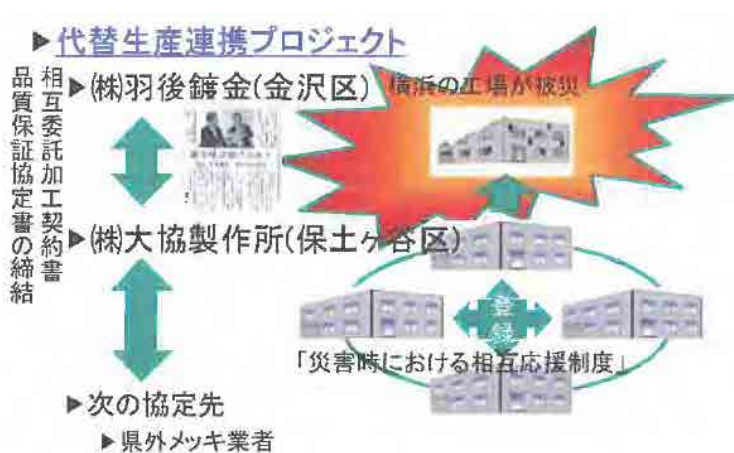 代替生産連携プロジェクト
相互委託加工契約書
品質保証協定書の締結
(株)羽後鍍金(金沢区)
横浜の工場が被災
(株)大協製作所(保土ヶ谷区)
登録
「災害時における相互応援制度」
次の協定先
県外メッキ業者